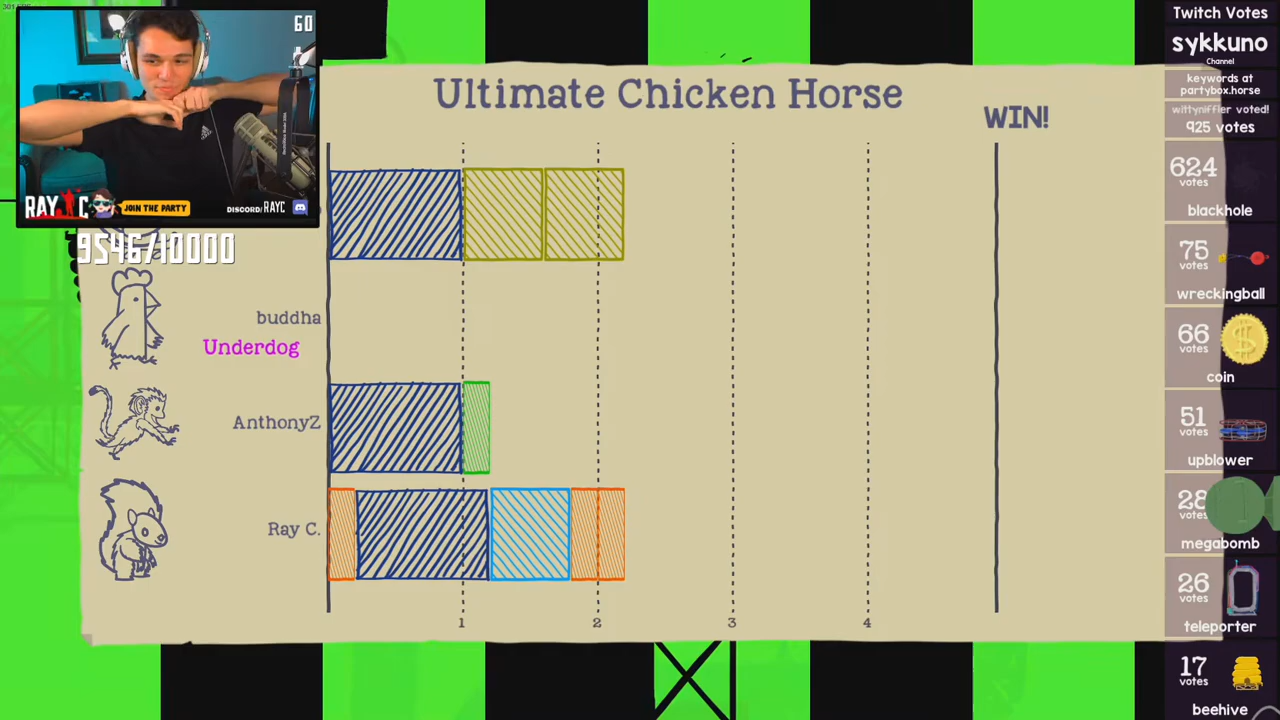 60
Twitch Votes
sykkuno
Channel
keywords at
partybox.horse
wittyniffler voted!
925 votes
Ultimate Chicken Horse
WIN!
RAY C
JOIN THE PARTY
DISCORD/RAYC
9546/10000
buddha
Underdog
AnthonyZ
Ray C.
1
2
3
4
624
votes
blackhole
75
votes
wreckingball
66
votes
coin
51
votes
upblower
28
megabomb
26
votes
teleporter
17
votes
beehive